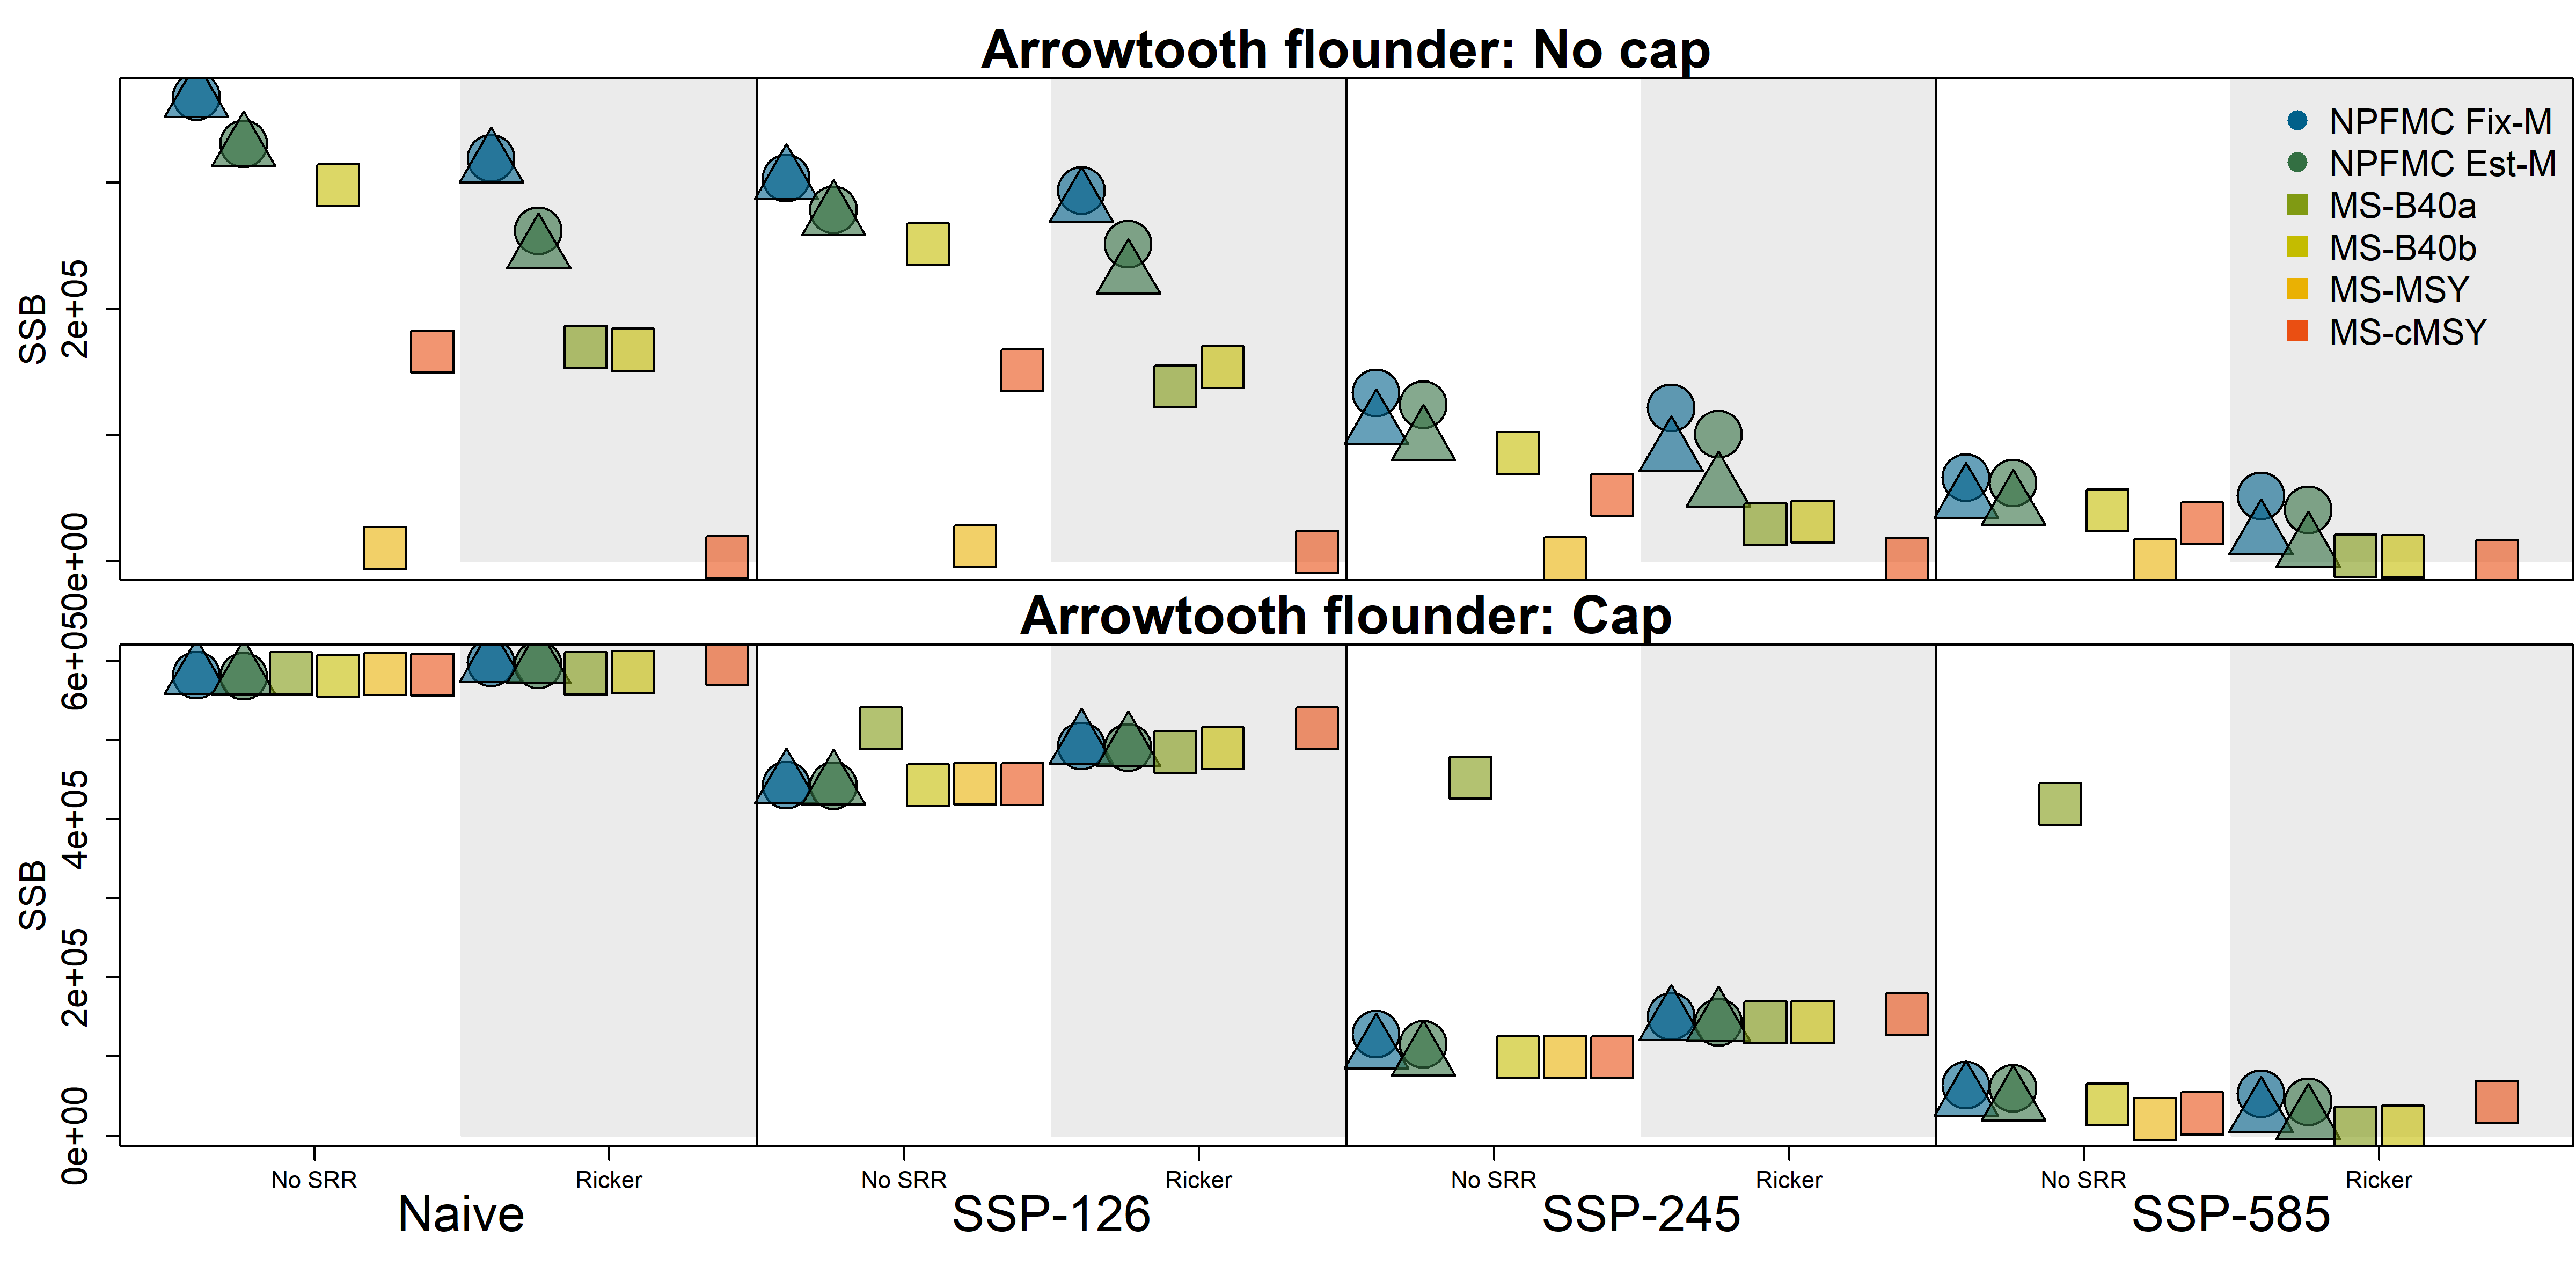 Arrowtooth flounder: No cap
SSB
2e+05
0e+00
NPFMC Fix-M
NPFMC Est-M
MS-B40a
MS-B40b
MS-MSY
MS-cMSY
Arrowtooth flounder: Cap
SSB
6e+05
4e+05
2e+05
0e+00
No SRR
Ricker
No SRR
Ricker
No SRR
Ricker
No SRR
Ricker
Naive
SSP-126
SSP-245
SSP-585